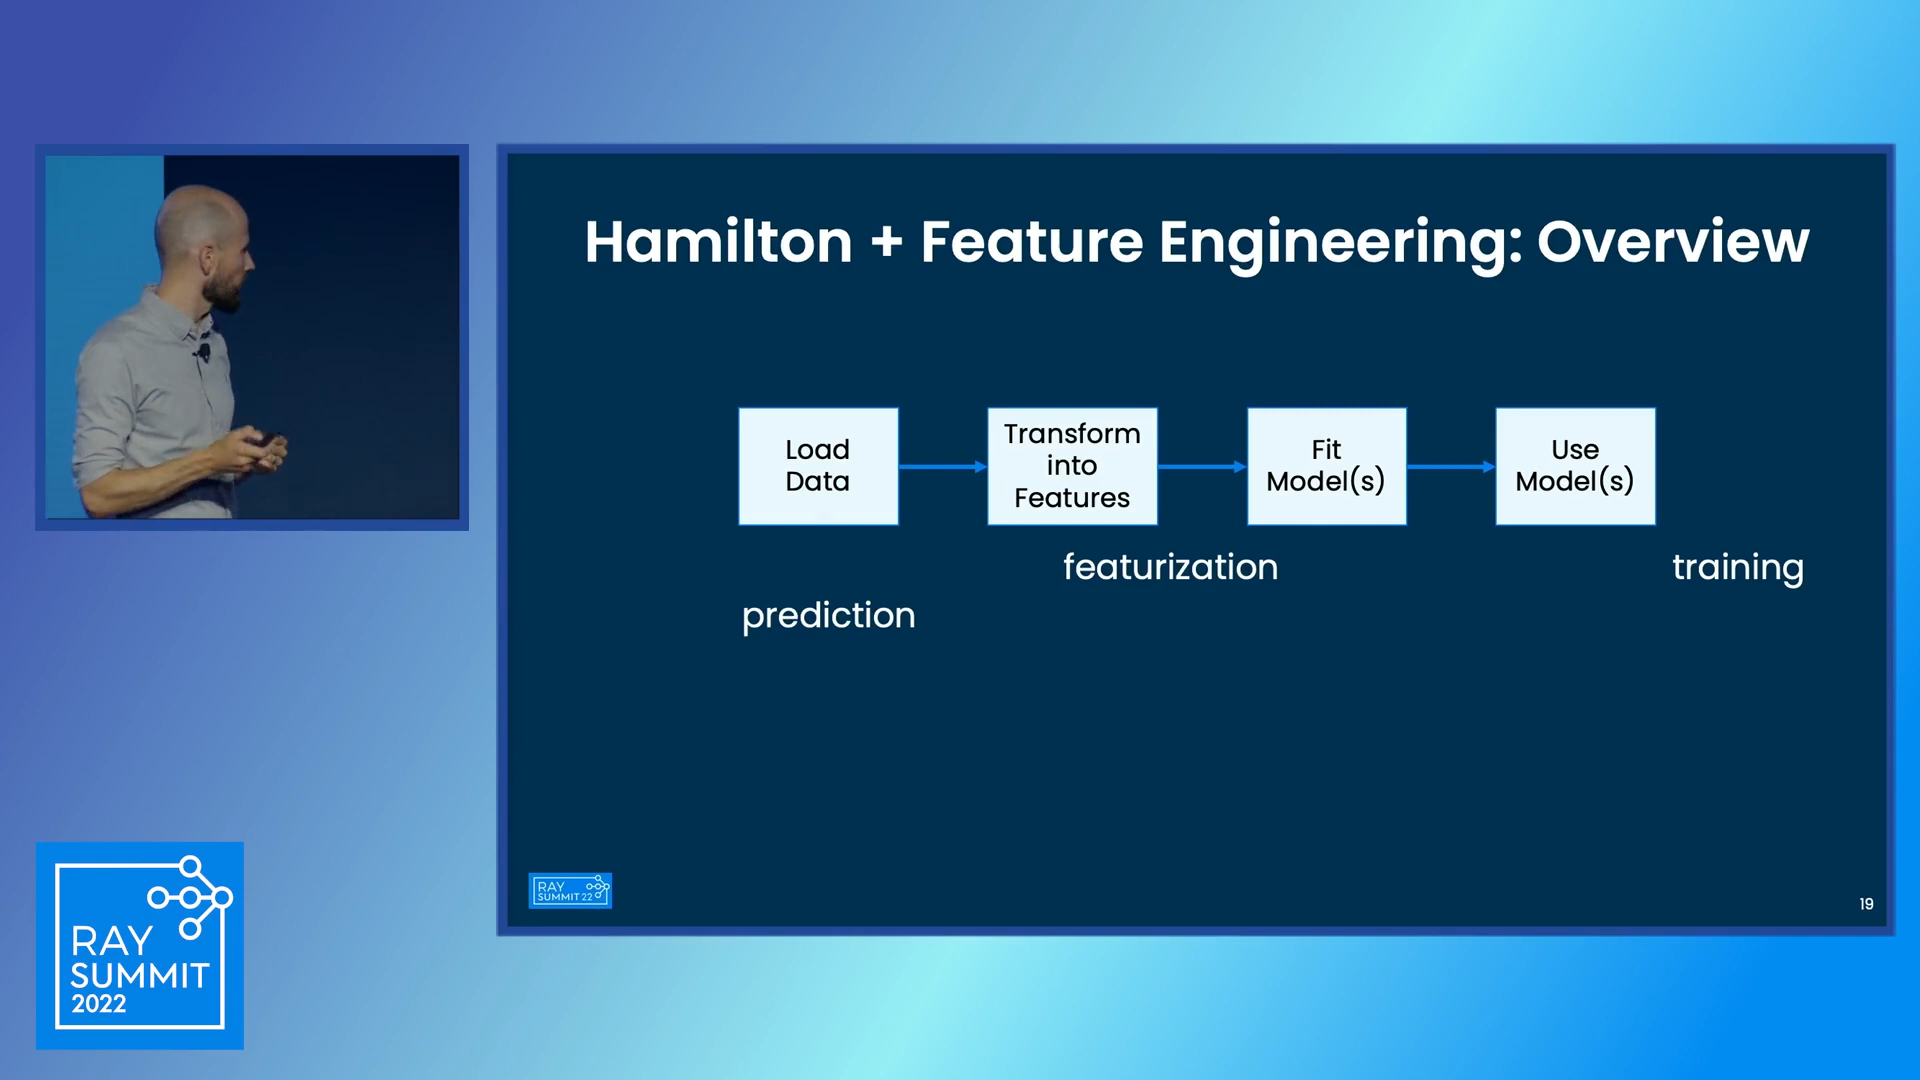 Hamilton + Feature Engineering: Overview
Load
Data
Transform
into
Features
Fit
Model(s)
Use
Model(s)
featurization
training
prediction
RAY
SUMMIT 22
19
RAY
SUMMIT
2022